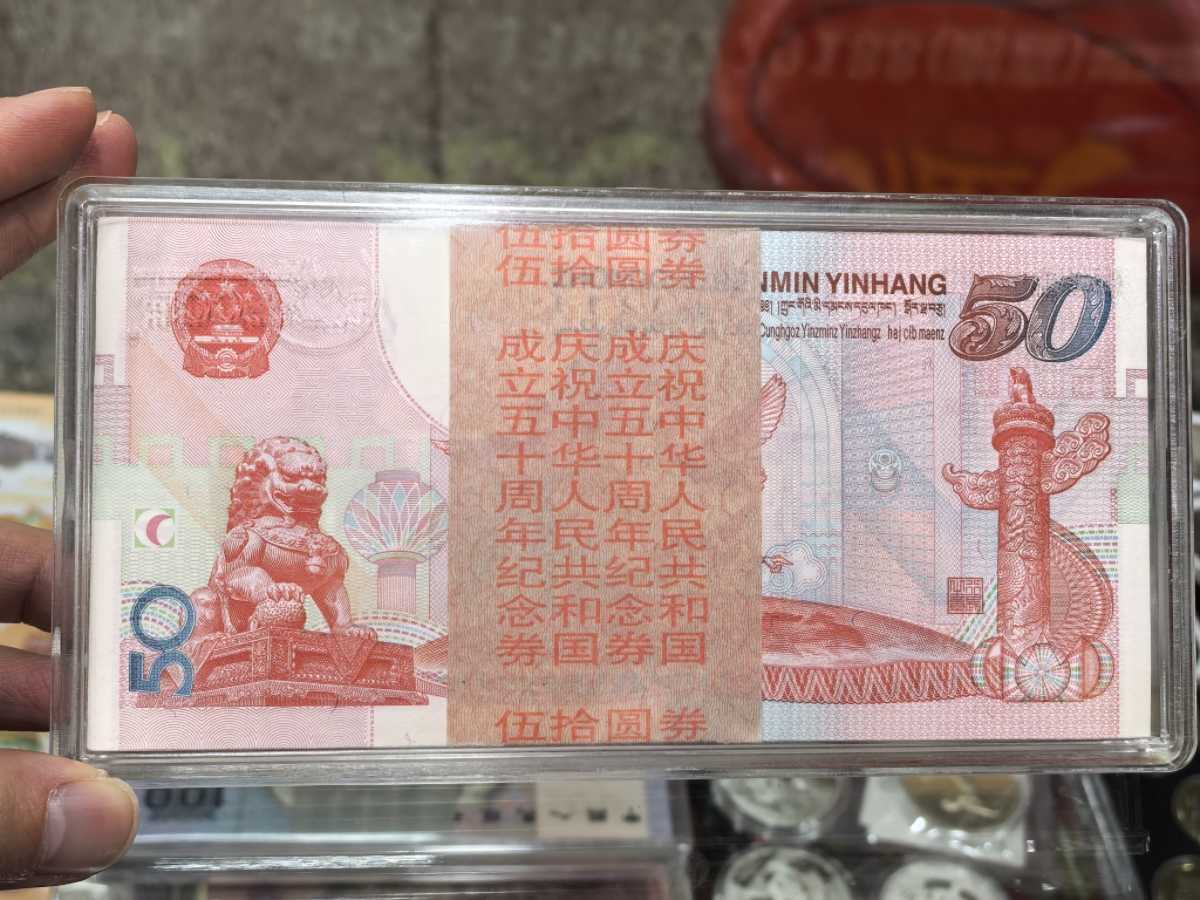 伍拾圆券
伍拾圆券
庆祝中华人民共和国
成立五十周年纪念券
庆祝中华人民共和国
成立五十周年纪念券
伍拾圆券
NMIN YINHANG
Cunghgoz Yinzminz Yinzhangz haj cib maenz
50
50
100